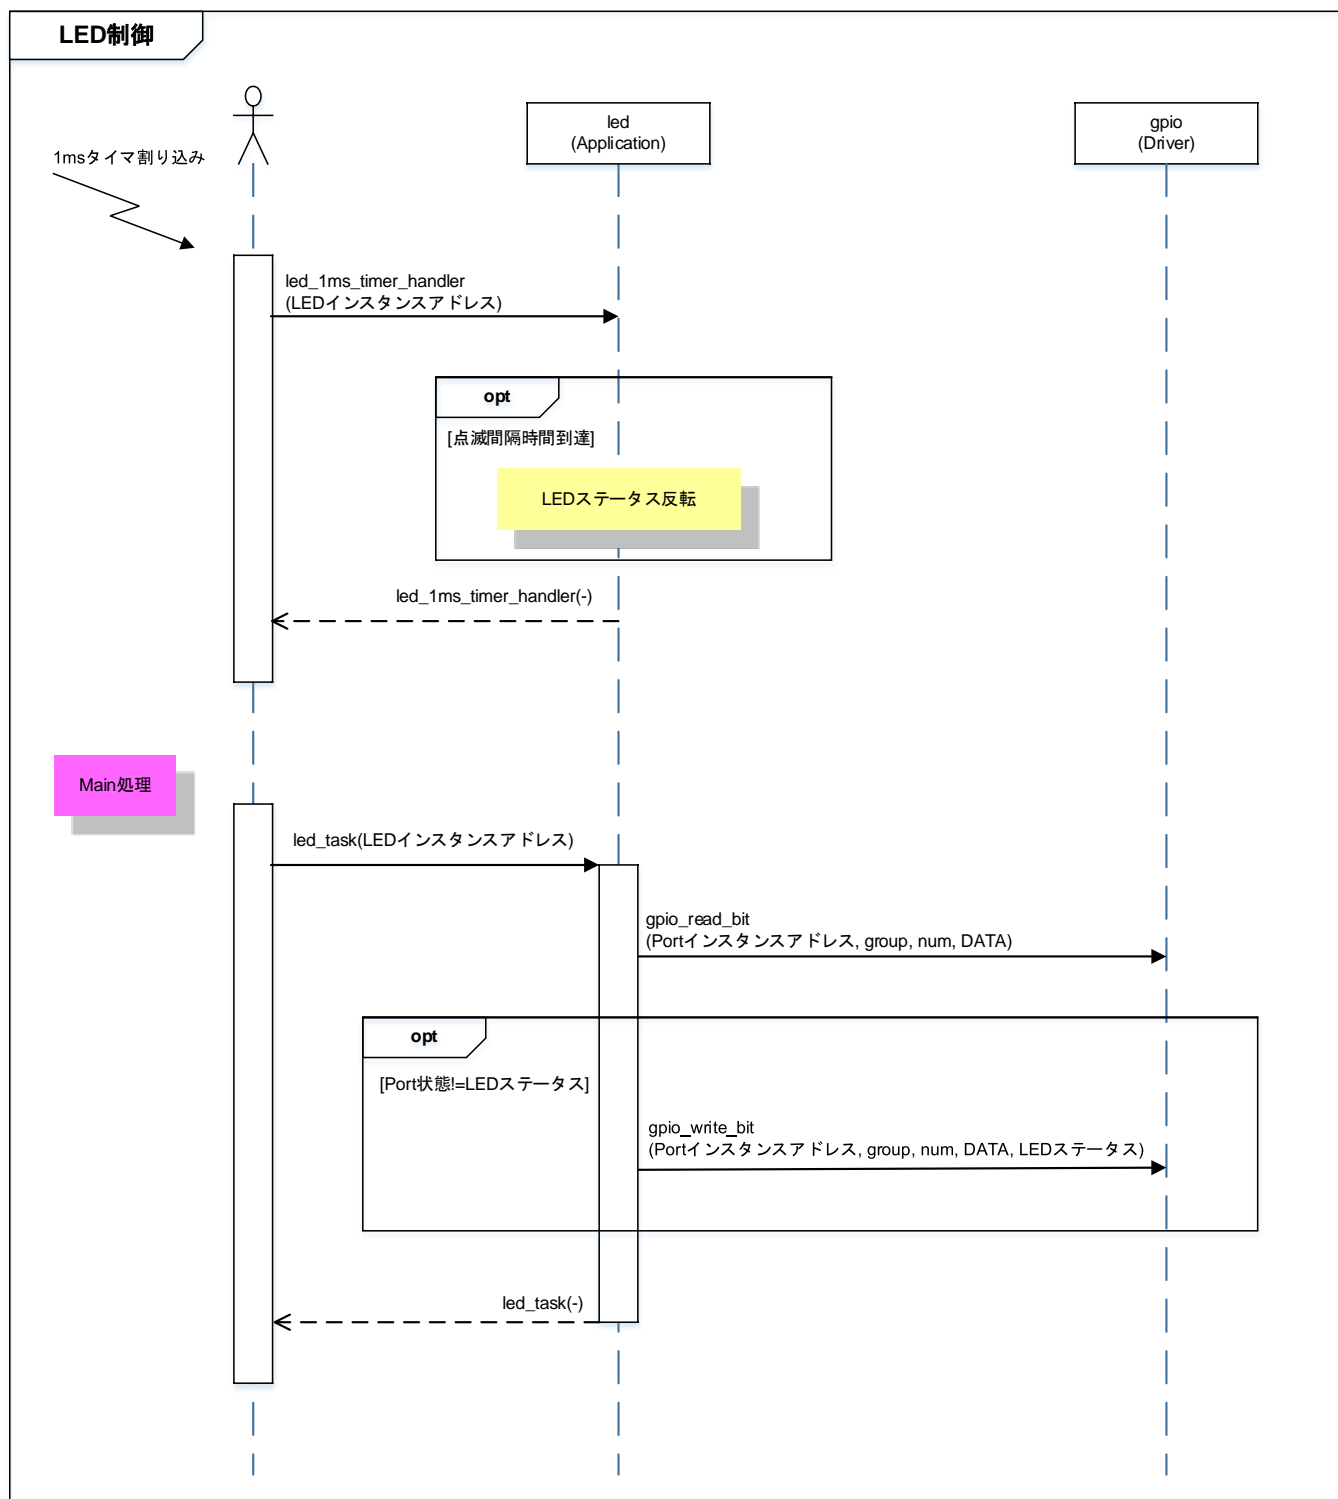 LED制御
led
(Application)
gpio
(Driver)
1msタイマ割り込み
led_1ms_timer_handler
(LEDインスタンスアドレス)
opt
[点滅間隔時間到達]
LEDステータス反転
led_1ms_timer_handler(-)
Main処理
led_task(LEDインスタンスアドレス)
gpio_read_bit
(Portインスタンスアドレス, group, num, DATA)
opt
[Port状態!=LEDステータス]
gpio_write_bit
(Portインスタンスアドレス, group, num, DATA, LEDステータス)
led_task(-)